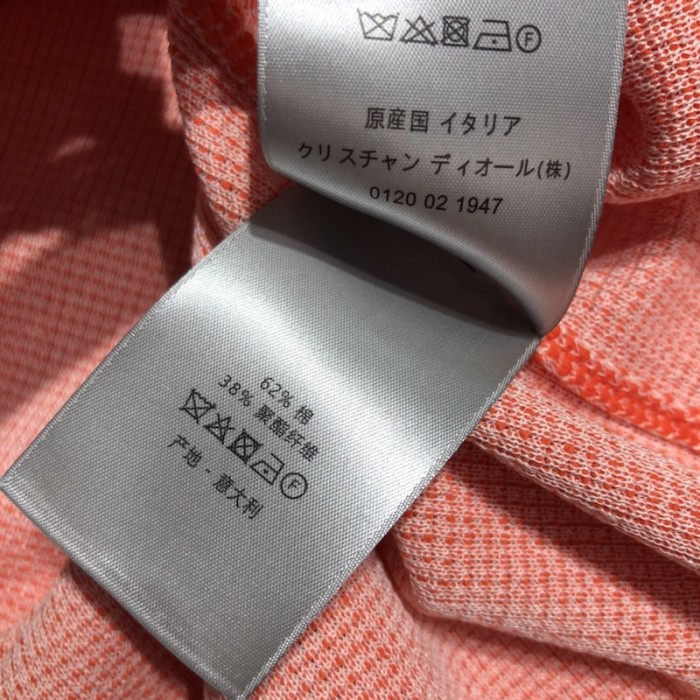 原産国 イタリア
クリスチャン ディオール(株)
0120 02 1947
62% 棉
38% 聚酯纤维
F
产地 - 意大利